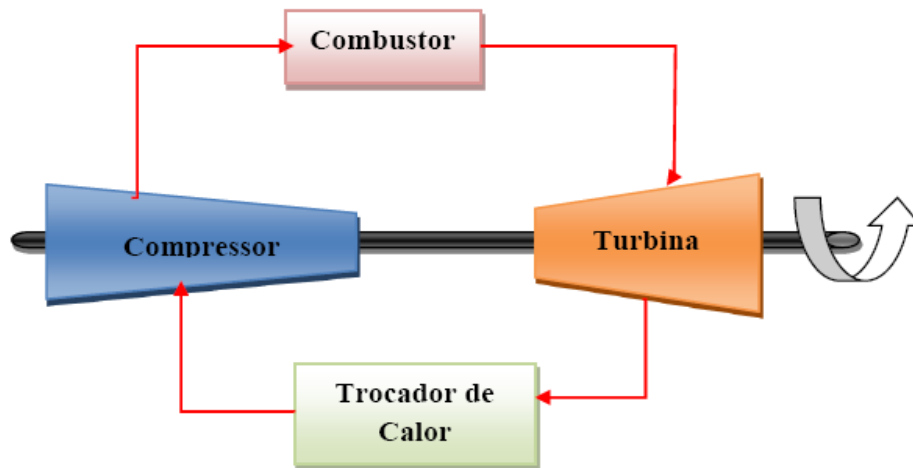 Combustor
Compressor
Turbina
Trocador de
Calor